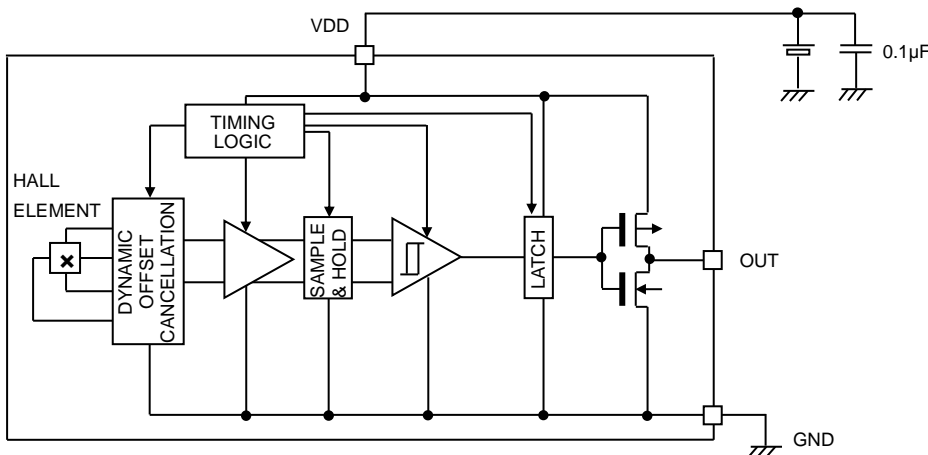 VDD
0.1µF
TIMING
LOGIC
HALL
ELEMENT
DYNAMIC
OFFSET
CANCELLATION
SAMPLE
& HOLD
LATCH
OUT
GND